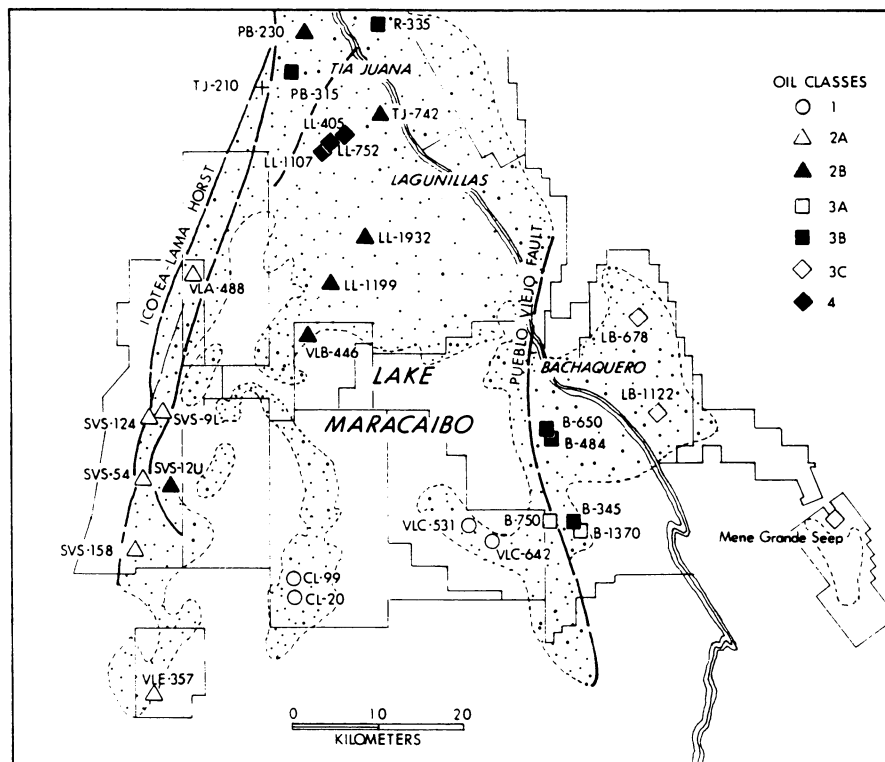 PB-230
R-335
TIA JUANA
TJ-210
PB-315
OIL CLASSES
1
2A
2B
3A
3B
3C
4
LL-405
TJ-742
LL-752
LL-1107
LAGUNILLAS
ICOTEA-LAMA HORST
LL-1932
VLA-488
LL-1199
PUEBLO VIEJO FAULT
LB-678
VLB-446
LAKE
BACHAQUERO
MARACAIBO
LB-1122
SVS-124
SVS-9L
B-650
B-484
SVS-54
SVS-12U
VLC-531
B-750
B-345
B-1370
Mene Grande Seep
VLC-642
SVS-158
CL-99
CL-20
VLE-357
0 10 20
KILOMETERS